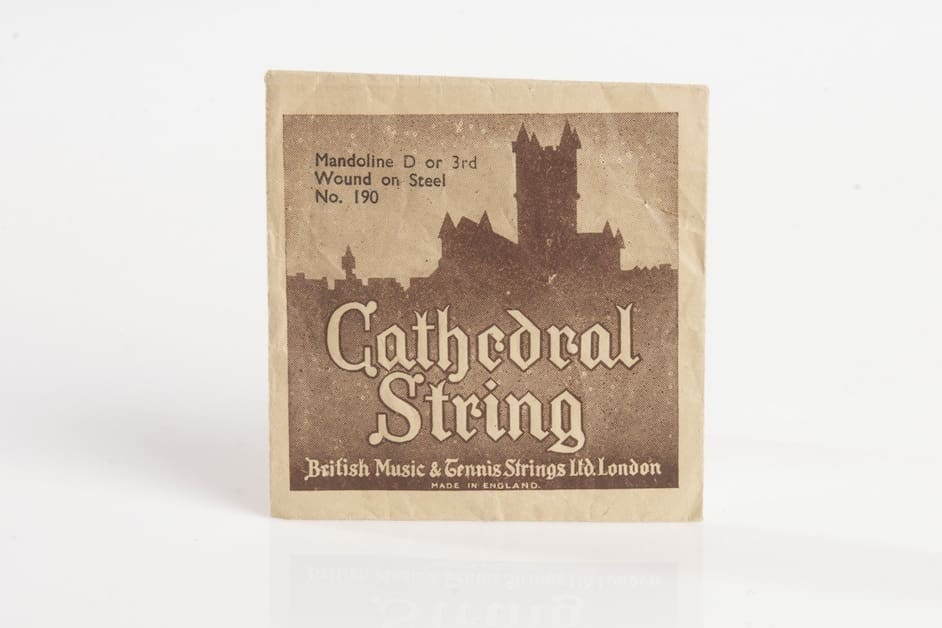 Mandoline D or 3rd
Wound on Steel
No. 190
Cathedral
String
British Music & Tennis Strings Ltd. London
MADE IN ENGLAND.